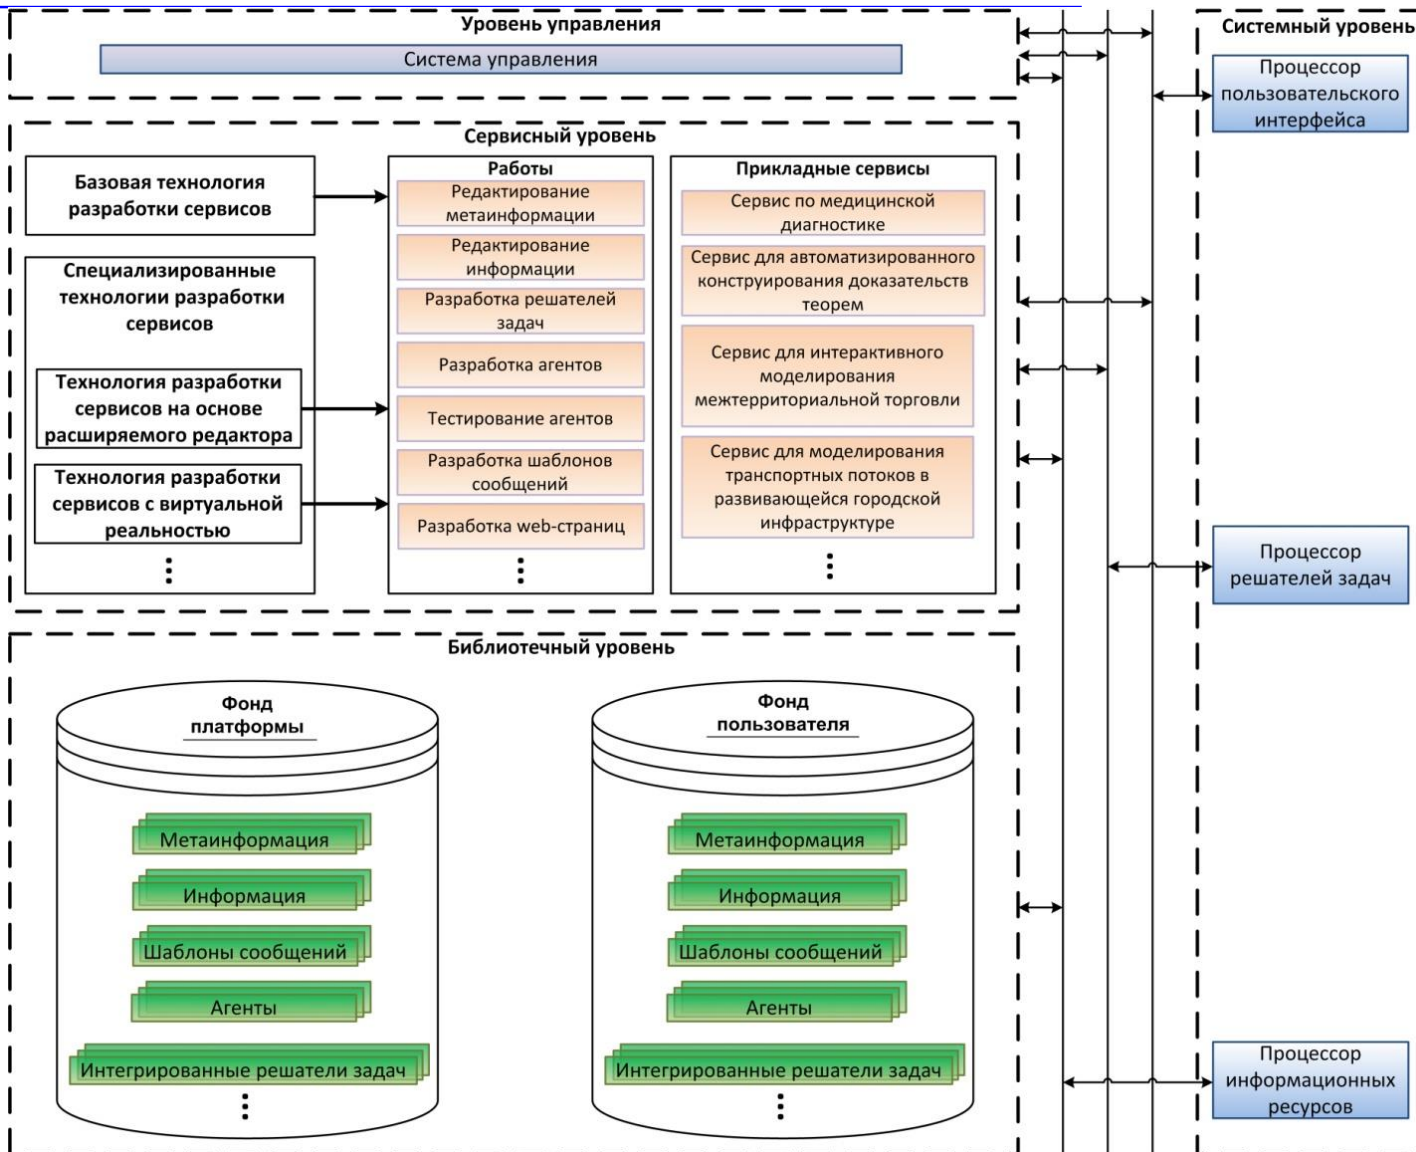 Уровень управления
Система управления
Системный уровень
Процессор
пользовательского
интерфейса
Сервисный уровень
Базовая технология
разработки сервисов
Специализированные
технологии разработки
сервисов
Технология разработки
сервисов на основе
расширяемого редактора
Технология разработки
сервисов с виртуальной
реальностью
Работы
Редактирование
метаинформации
Редактирование
информации
Разработка решателей
задач
Разработка агентов
Тестирование агентов
Разработка шаблонов
сообщений
Разработка web-страниц
Прикладные сервисы
Сервис по медицинской
диагностике
Сервис для автоматизированного
конструирования доказательств
теорем
Сервис для интерактивного
моделирования
межтерриториальной торговли
Сервис для моделирования
транспортных потоков в
развивающейся городской
инфраструктуре
Процессор
решателей задач
Библиотечный уровень
Фонд
платформы
Метаинформация
Информация
Шаблоны сообщений
Агенты
Интегрированные решатели задач
Фонд
пользователя
Метаинформация
Информация
Шаблоны сообщений
Агенты
Интегрированные решатели задач
Процессор
информационных
ресурсов